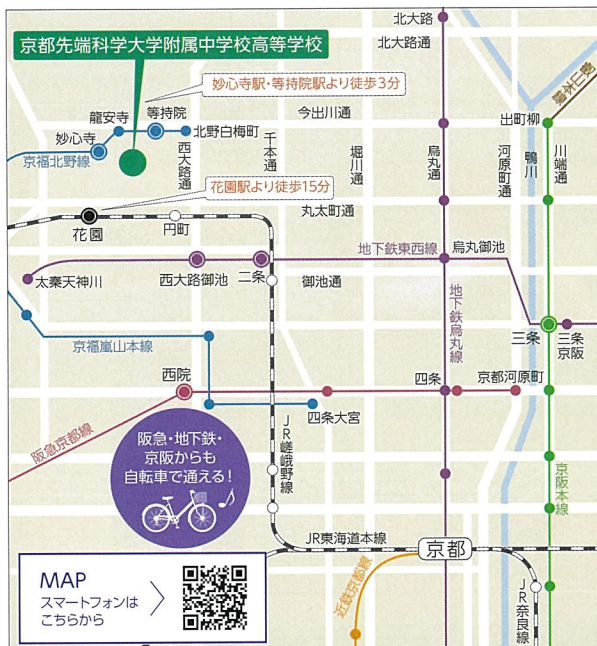 北大路
北大路通
京都先端科学大学附属中学校高等学校
叡山本線
妙心寺駅・等持院駅より徒歩3分
今出川通
出町柳
龍安寺
等持院
北野白梅町
妙心寺
京福北野線
西大路通
千本通
堀川通
烏丸通
河原町通
鴨川
川端通
花園駅より徒歩15分
丸太町通
花園
円町
地下鉄東西線
烏丸御池
太秦天神川
西大路御池
二条
御池通
地下鉄烏丸線
三条
三条京阪
京福嵐山本線
西院
四条
京都河原町
四条大宮
阪急京都線
阪急・地下鉄・
京阪からも
自転車で通える!
JR嵯峨野線
京阪本線
JR東海道本線
京都
近鉄京都線
JR奈良線
MAP
スマートフォンは
こちらから